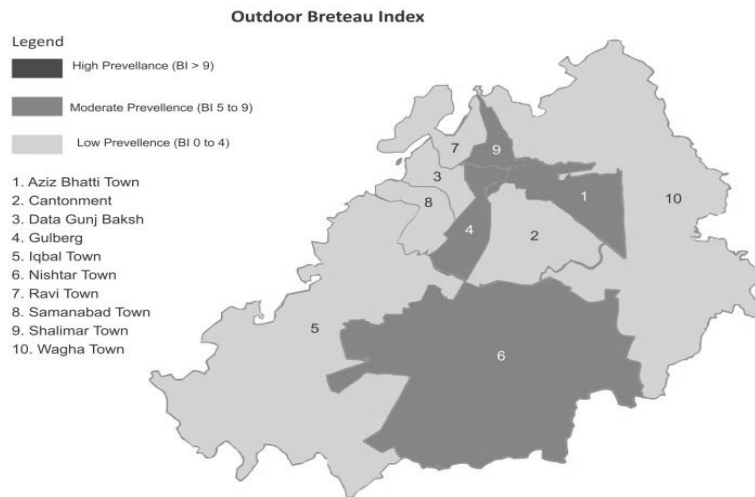 Outdoor Breteau Index
Legend
High Prevellance (BI > 9)
Moderate Prevellence (BI 5 to 9)
Low Prevellence (BI 0 to 4)
1. Aziz Bhatti Town
2. Cantonment
3. Data Gunj Baksh
4. Gulberg
5. Iqbal Town
6. Nishtar Town
7. Ravi Town
8. Samanabad Town
9. Shalimar Town
10. Wagha Town
7
9
3
8
1
10
4
2
5
6